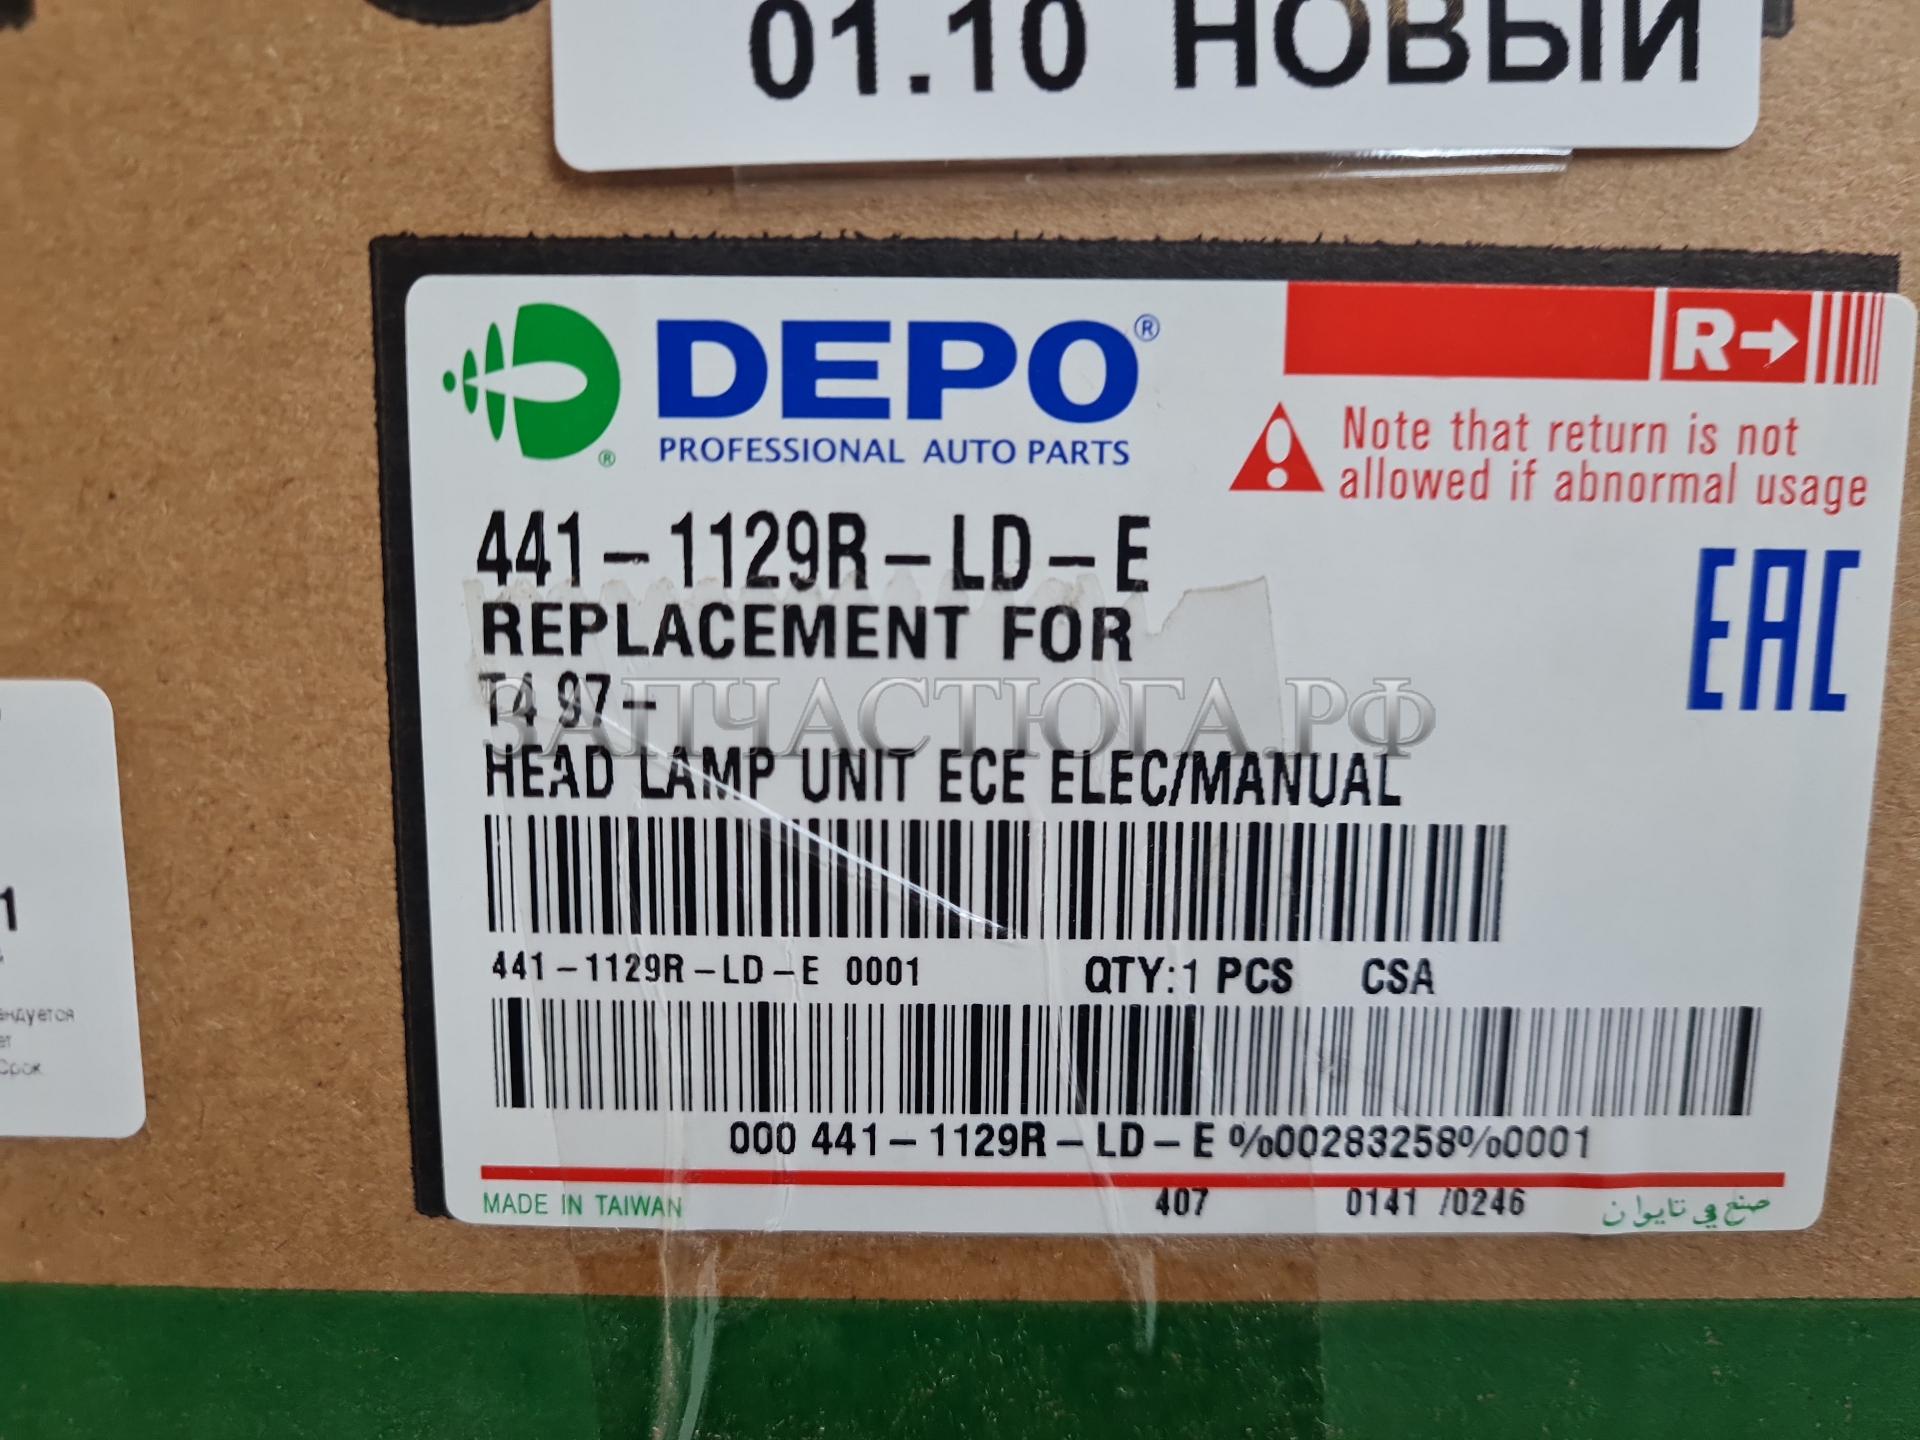 01.10 НОВЫЙ
DEPO®
®
PROFESSIONAL AUTO PARTS
R→
Note that return is not
allowed if abnormal usage
441-1129R-LD-E
EAC
REPLACEMENT FOR
T4 97-
ЗАПЧАСТЮГА.РФ
HEAD LAMP UNIT ECE ELEC/MANUAL
441-1129R-LD-E 0001 QTY:1 PCS CSA
000 441-1129R-LD-E %00283258%0001
MADE IN TAIWAN 407 0141 /0246 صنع في تايوان
1
Срок